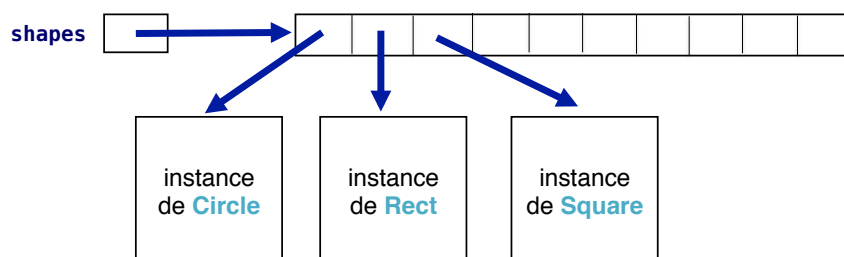 shapes
instance
de Circle
instance
de Rect
instance
de Square